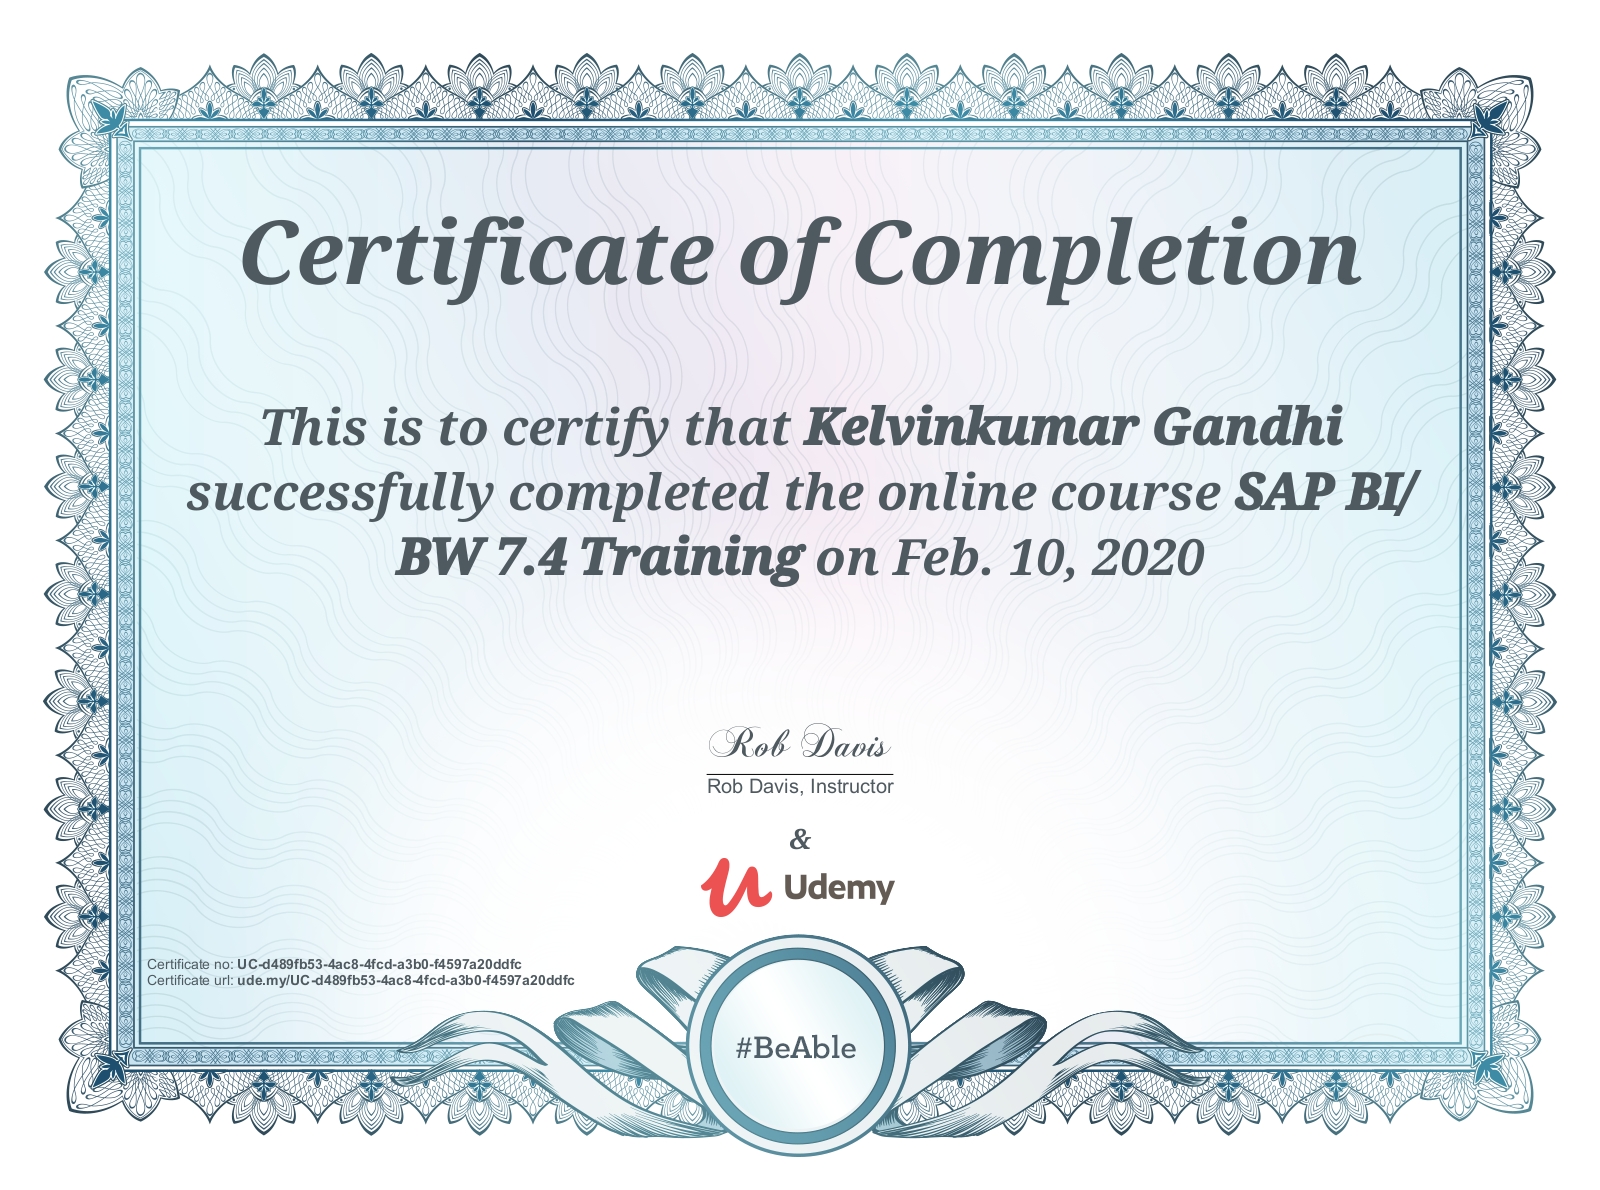 Certificate of Completion
This is to certify that Kelvinkumar Gandhi
successfully completed the online course SAP BI/
BW 7.4 Training on Feb. 10, 2020
Rob Davis
Rob Davis, Instructor
&
Udemy
Certificate no: UC-d489fb53-4ac8-4fcd-a3b0-f4597a20ddfc
Certificate url: ude.my/UC-d489fb53-4ac8-4fcd-a3b0-f4597a20ddfc
#BeAble